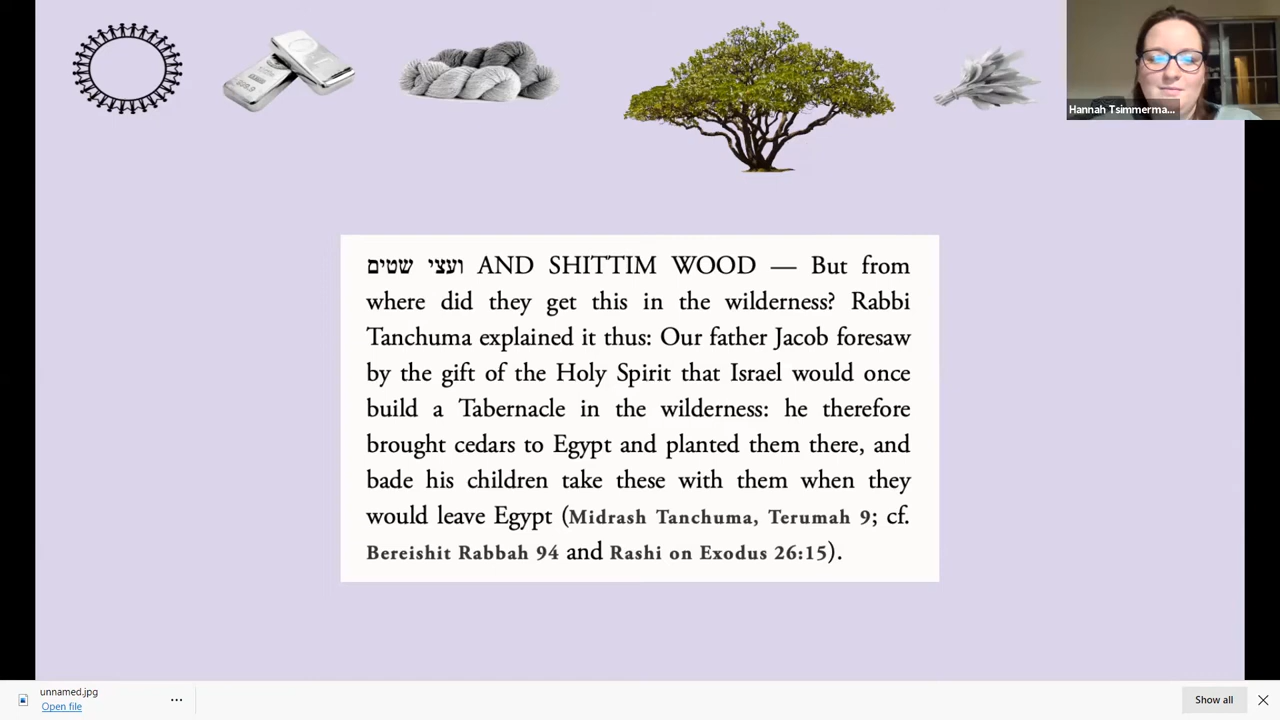 Hannah Tsimmerma...
ועצי שטים AND SHITTIM WOOD — But from
where did they get this in the wilderness? Rabbi
Tanchuma explained it thus: Our father Jacob foresaw
by the gift of the Holy Spirit that Israel would once
build a Tabernacle in the wilderness: he therefore
brought cedars to Egypt and planted them there, and
bade his children take these with them when they
would leave Egypt (Midrash Tanchuma, Terumah 9; cf.
Bereishit Rabbah 94 and Rashi on Exodus 26:15).
unnamed.jpg
Open file
Show all